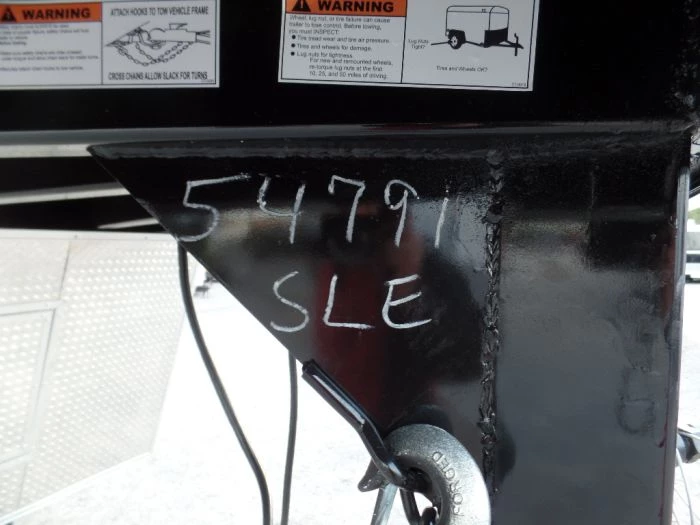 WARNING
ATTACH HOOKS TO TOW VEHICLE FRAME
CROSS CHAINS ALLOW SLACK FOR TURNS
WARNING
Wheel, lug nut, or tire failure can cause
trailer to lose control. Before towing,
you must INSPECT:
• Tire tread wear and tire air pressure.
• Tires and wheels for damage.
• Lug nuts for tightness.
For new and remounted wheels,
re-torque lug nuts at the first
10, 25, and 50 miles of driving.
Lug Nuts
Tight?
Tires and Wheels OK?
54791
SLE
FORGED